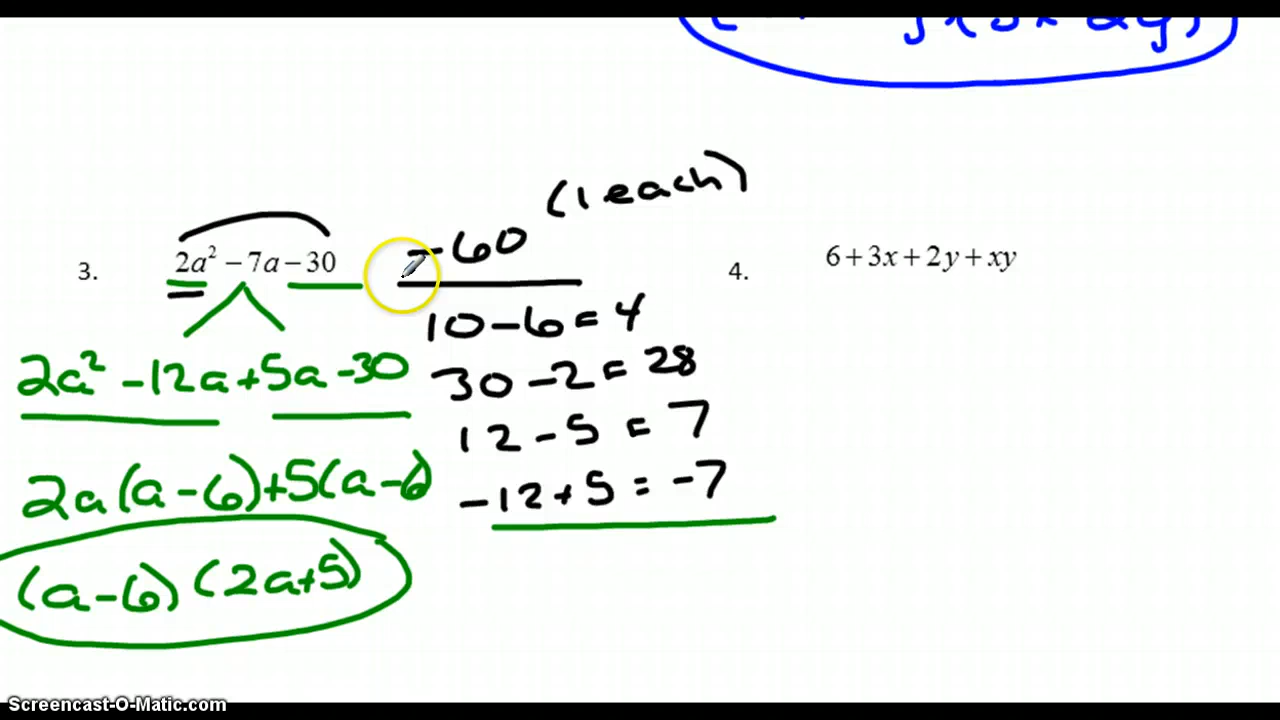 (1 each)
3. 2a² − 7a − 30
−60
4. 6 + 3x + 2y + xy
10 − 6 = 4
2a² − 12a + 5a − 30
30 − 2 = 28
12 − 5 = 7
2a(a − 6) + 5(a − 6)
−12 + 5 = −7
(a − 6)(2a + 5)
Screencast-O-Matic.com